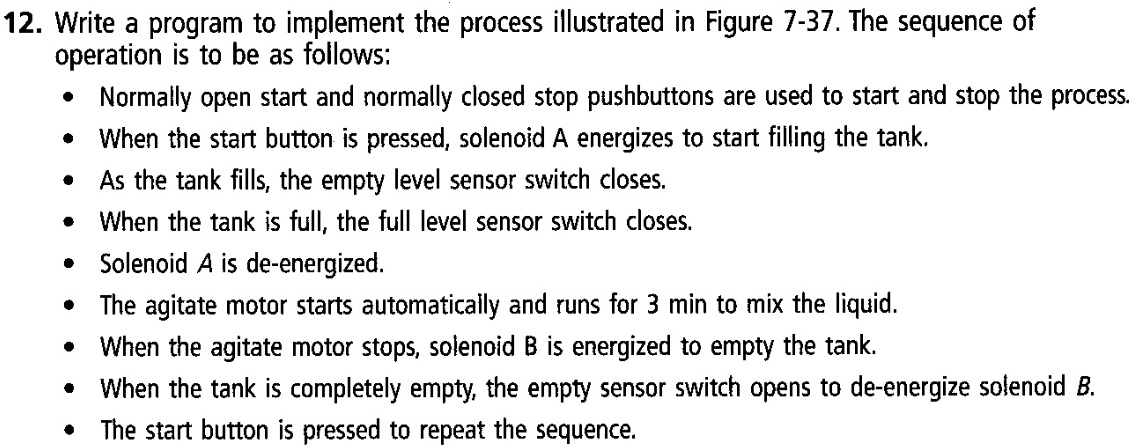 12. Write a program to implement the process illustrated in Figure 7-37. The sequence of
operation is to be as follows:
• Normally open start and normally closed stop pushbuttons are used to start and stop the process.
• When the start button is pressed, solenoid A energizes to start filling the tank.
• As the tank fills, the empty level sensor switch closes.
• When the tank is full, the full level sensor switch closes.
• Solenoid A is de-energized.
• The agitate motor starts automatically and runs for 3 min to mix the liquid.
• When the agitate motor stops, solenoid B is energized to empty the tank.
• When the tank is completely empty, the empty sensor switch opens to de-energize solenoid B.
• The start button is pressed to repeat the sequence.